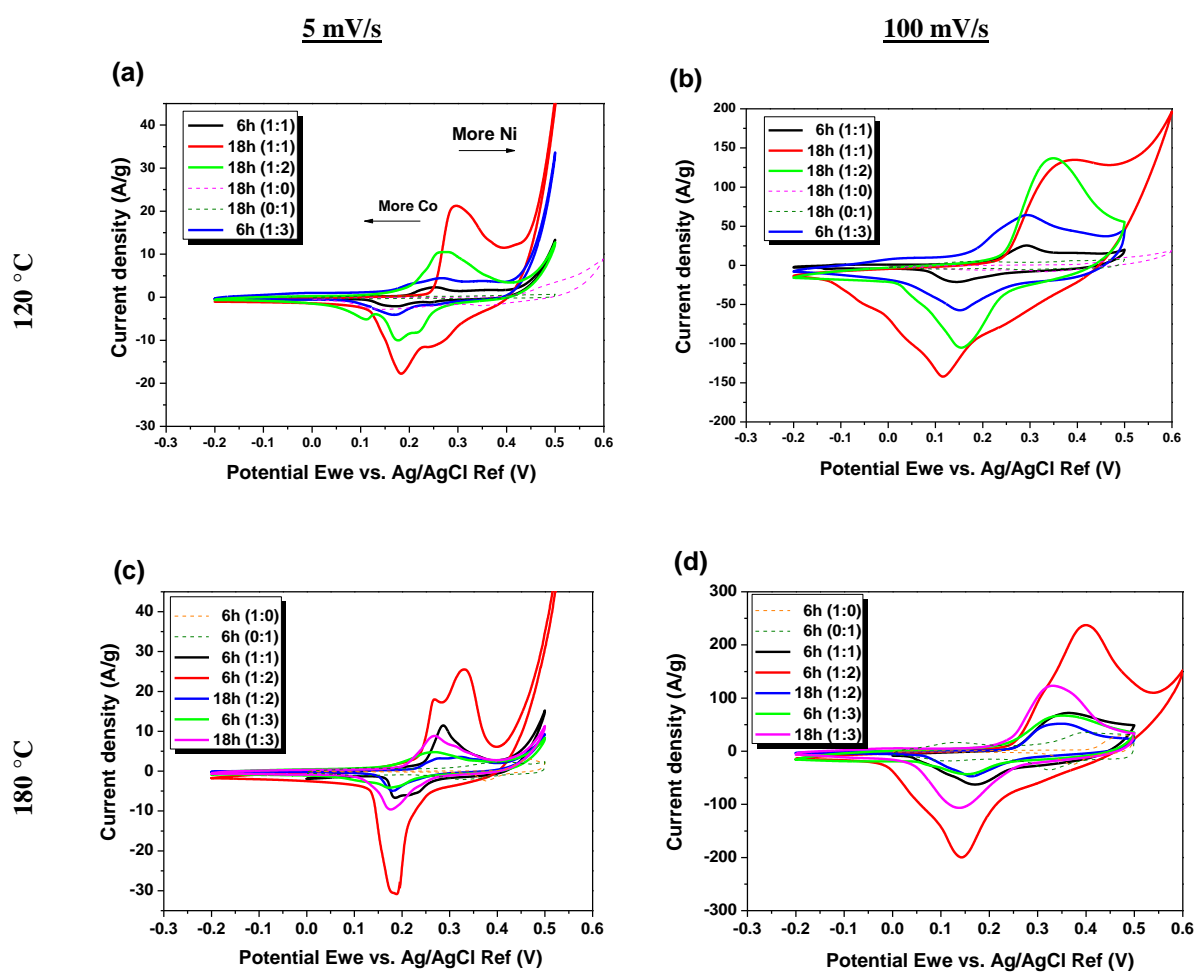 5 mV/s
100 mV/s
120 °C
180 °C
(a)
6h (1:1)
18h (1:1)
18h (1:2)
18h (1:0)
18h (0:1)
6h (1:3)
More Ni
More Co
Current density (A/g)
40
30
20
10
0
-10
-20
-30
-0.3 -0.2 -0.1 0.0 0.1 0.2 0.3 0.4 0.5 0.6
Potential Ewe vs. Ag/AgCl Ref (V)
(b)
6h (1:1)
18h (1:1)
18h (1:2)
18h (1:0)
18h (0:1)
6h (1:3)
Current density (A/g)
200
150
100
50
0
-50
-100
-150
-200
-0.3 -0.2 -0.1 0.0 0.1 0.2 0.3 0.4 0.5 0.6
Potential Ewe vs. Ag/AgCl Ref (V)
(c)
6h (1:0)
6h (0:1)
6h (1:1)
6h (1:2)
18h (1:2)
6h (1:3)
18h (1:3)
Current density (A/g)
40
30
20
10
0
-10
-20
-30
-0.3 -0.2 -0.1 0.0 0.1 0.2 0.3 0.4 0.5 0.6
Potential Ewe vs. Ag/AgCl Ref (V)
(d)
6h (1:0)
6h (0:1)
6h (1:1)
6h (1:2)
18h (1:2)
6h (1:3)
18h (1:3)
Current density (A/g)
300
200
100
0
-100
-200
-300
-0.3 -0.2 -0.1 0.0 0.1 0.2 0.3 0.4 0.5 0.6
Potential Ewe vs. Ag/AgCl Ref (V)